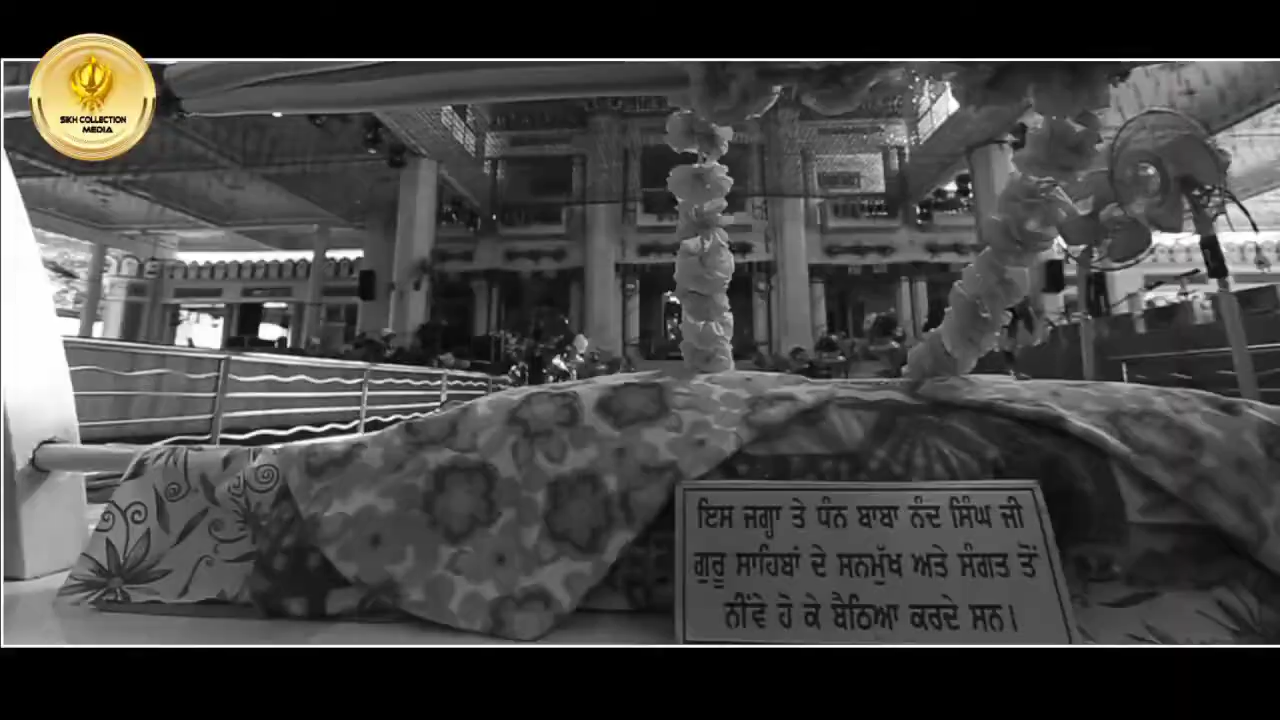 SIKH COLLECTION
MEDIA
ਇਸ ਜਗ੍ਹਾ ਤੇ ਧੰਨ ਬਾਬਾ ਨੰਦ ਸਿੰਘ ਜੀ
ਗੁਰੂ ਸਾਹਿਬਾਂ ਦੇ ਸਨਮੁੱਖ ਅਤੇ ਸੰਗਤ ਤੋਂ
ਨੀਂਵੇ ਹੋ ਕੇ ਬੈਠਿਆ ਕਰਦੇ ਸਨ।